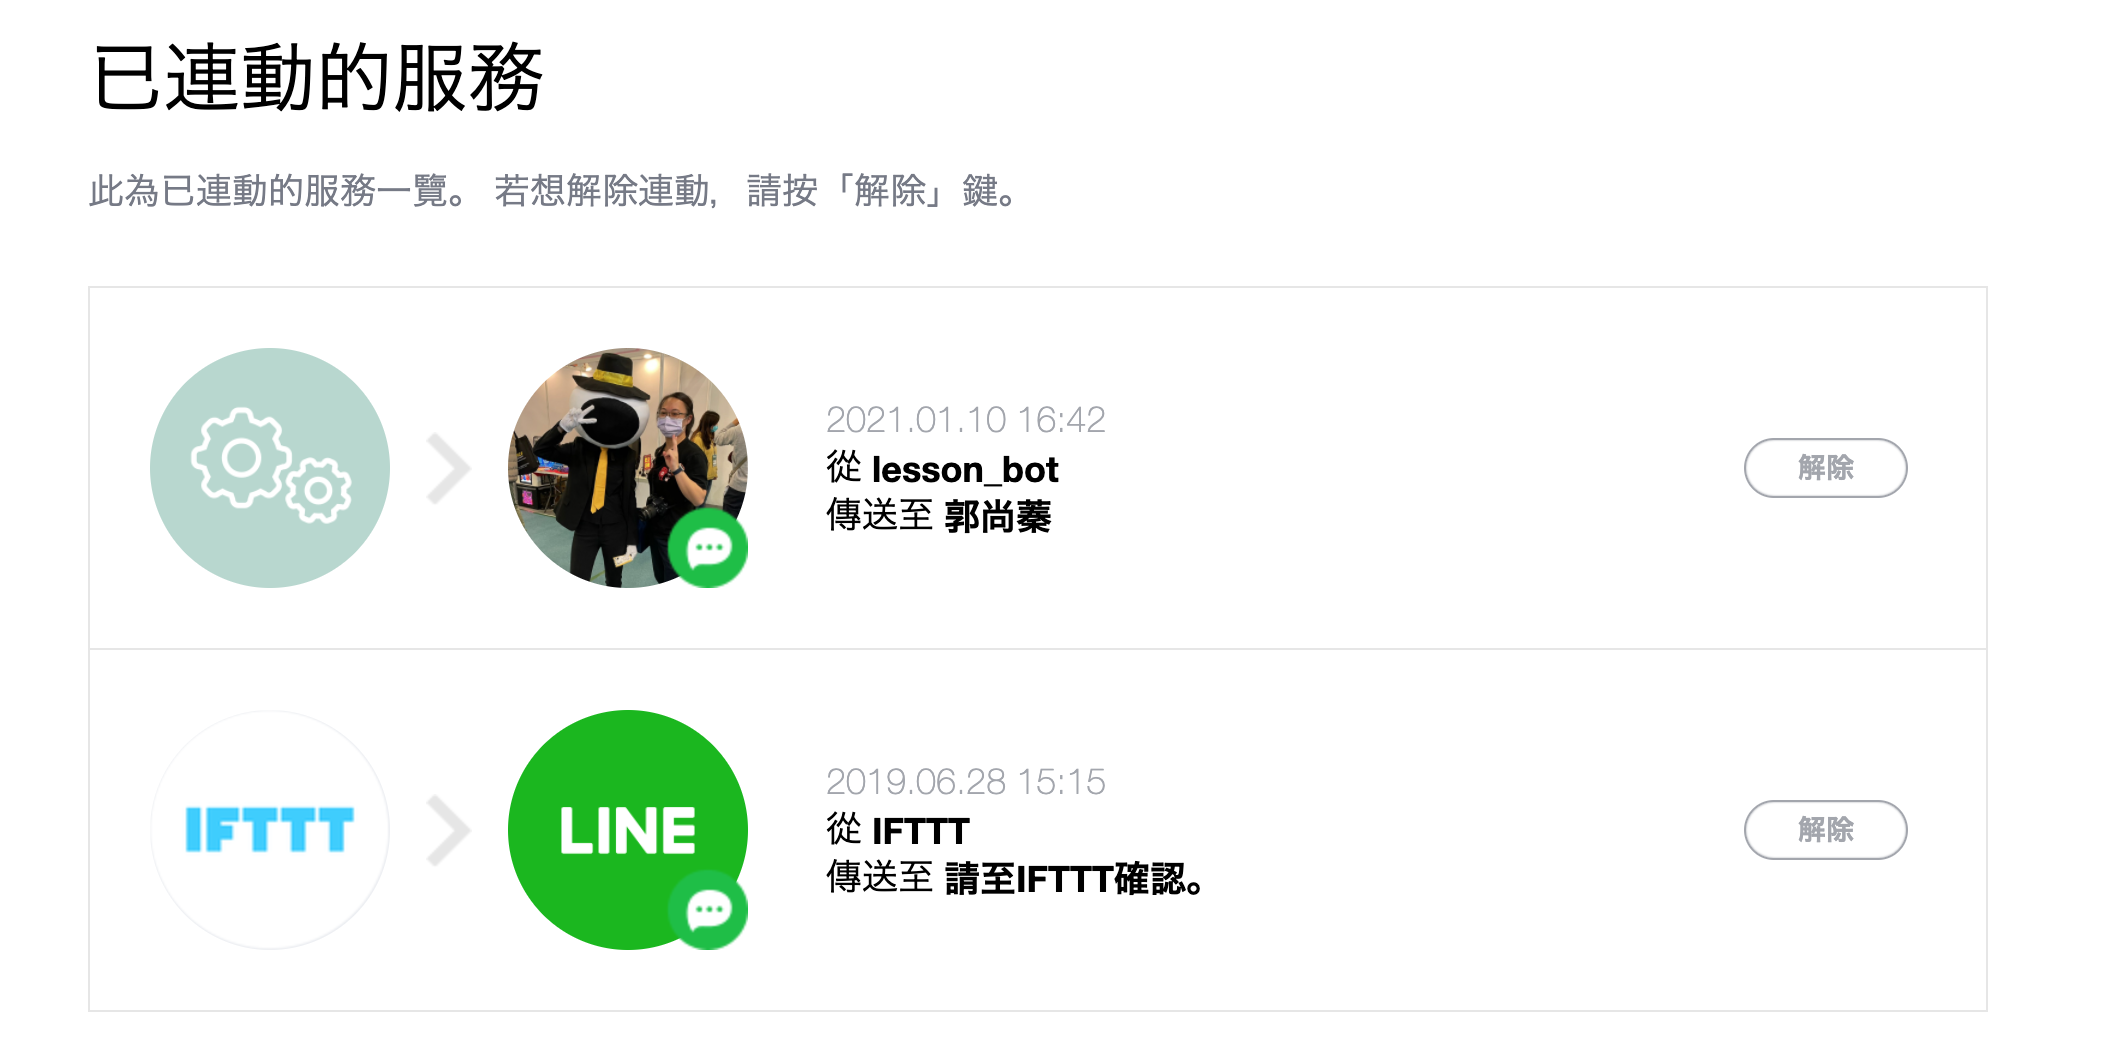 已連動的服務
此為已連動的服務一覽。 若想解除連動，請按「解除」鍵。
2021.01.10 16:42
從 lesson_bot
傳送至 郭尚蓁
解除
IFTTT
LINE
2019.06.28 15:15
從 IFTTT
傳送至 請至IFTTT確認。
解除